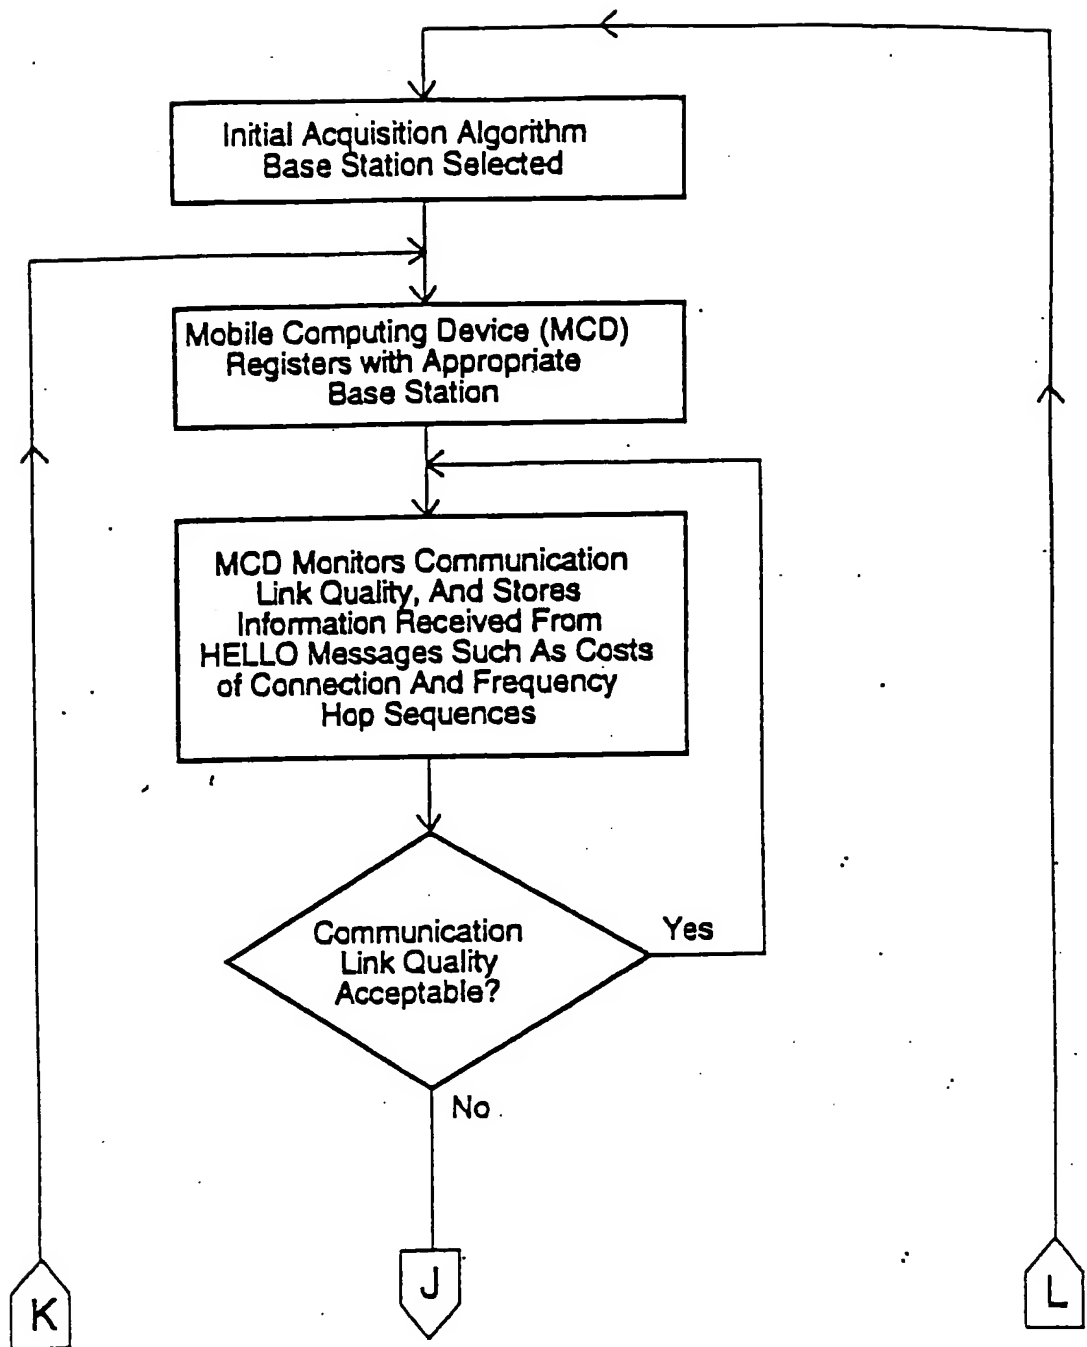 Initial Acquisition Algorithm
Base Station Selected
Mobile Computing Device (MCD)
Registers with Appropriate
Base Station
MCD Monitors Communication
Link Quality, And Stores
Information Received From
HELLO Messages Such As Costs
of Connection And Frequency
Hop Sequences
Communication
Link Quality
Acceptable?
Yes
No
J
K
L